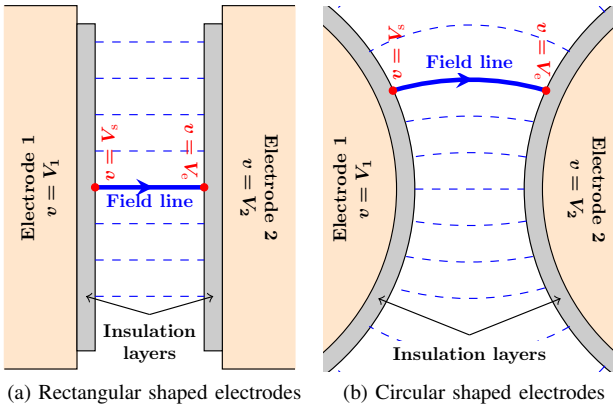 Electrode 1
v = V₁
v = Vₛ
v = Vₑ
Field line
Electrode 2
v = V₂
Insulation
layers
(a) Rectangular shaped electrodes
Electrode 1
v = V₁
v = Vₛ
Field line
v = Vₑ
Electrode 2
v = V₂
Insulation layers
(b) Circular shaped electrodes